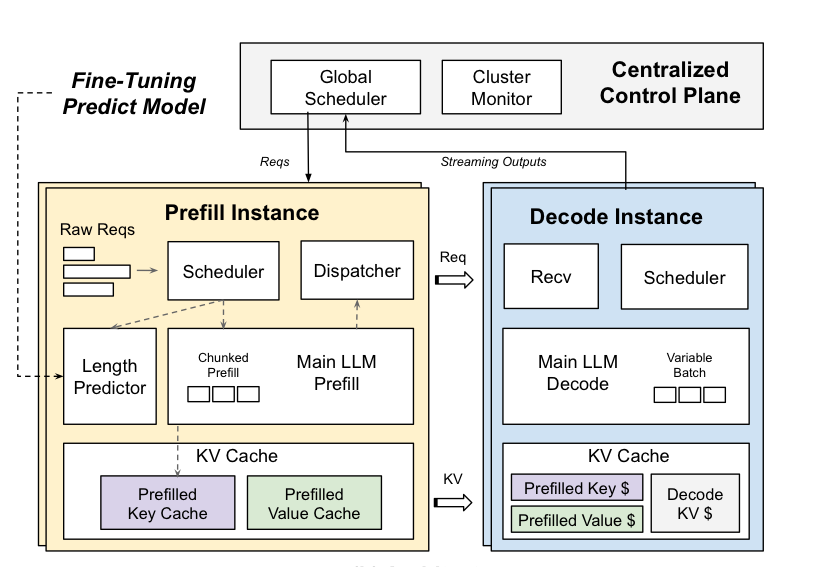 Fine-Tuning
Predict Model
Global
Scheduler
Cluster
Monitor
Centralized
Control Plane
Reqs
Streaming Outputs
Prefill Instance
Raw Reqs
Scheduler
Dispatcher
Length
Predictor
Chunked
Prefill
Main LLM
Prefill
KV Cache
Prefilled
Key Cache
Prefilled
Value Cache
Req
KV
Decode Instance
Recv
Scheduler
Main LLM
Decode
Variable
Batch
KV Cache
Prefilled Key $
Prefilled Value $
Decode
KV $